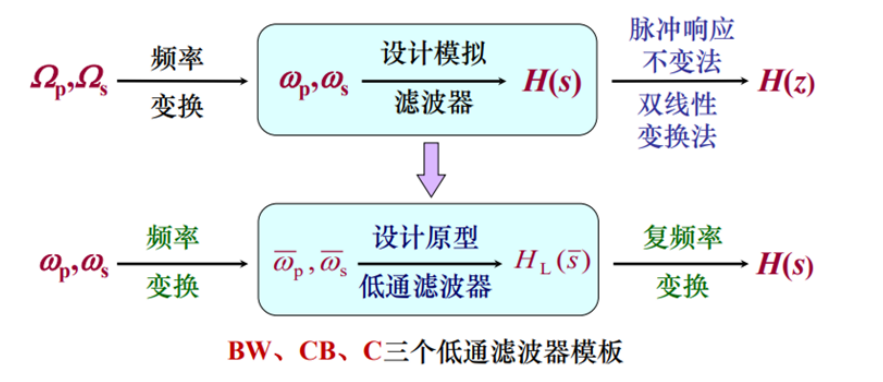 Ωp,Ωs 频率 变换 ωp,ωs 设计模拟 滤波器 H(s) 脉冲响应 不变法 双线性 变换法 H(z)
ωp,ωs 频率 变换 ω̅p,ω̅s 设计原型 低通滤波器 HL(s̅) 复频率 变换 H(s)
BW、CB、C三个低通滤波器模板